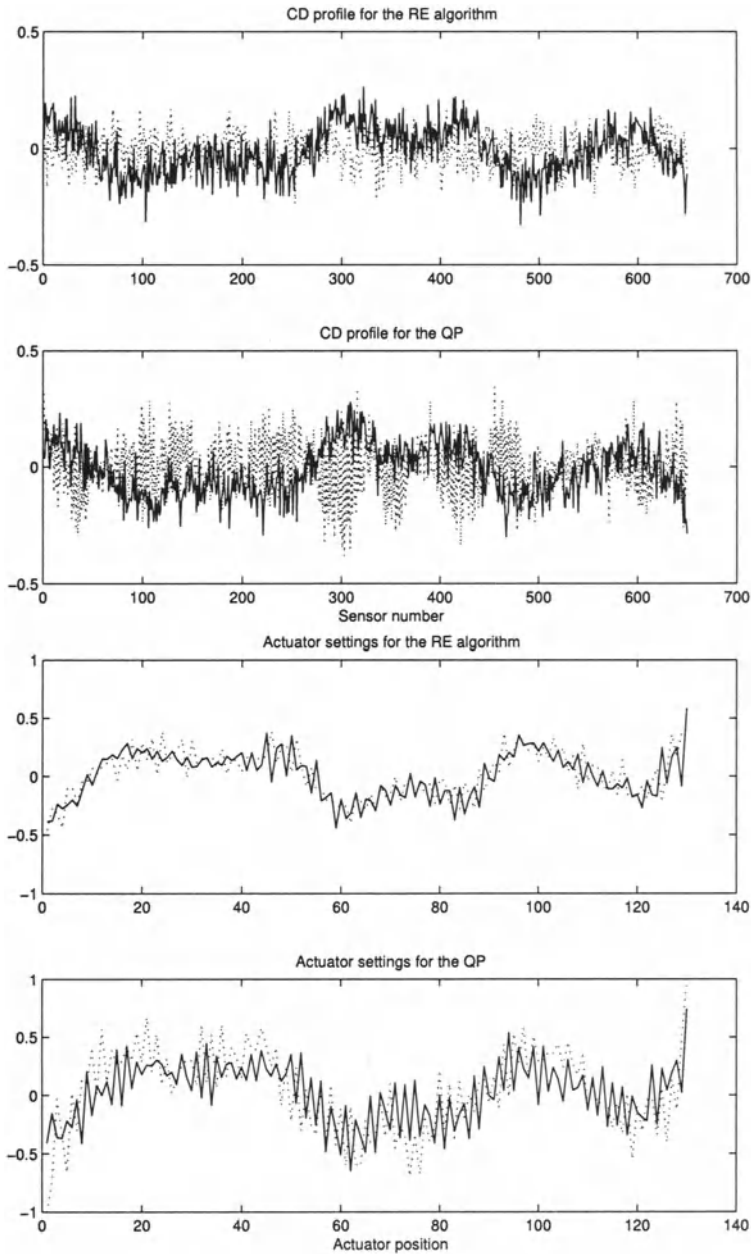 CD profile for the RE algorithm
0.5
0
−0.5
0 100 200 300 400 500 600 700
CD profile for the QP
0.5
0
−0.5
0 100 200 300 400 500 600 700
Sensor number
Actuator settings for the RE algorithm
1
0.5
0
−0.5
−1
0 20 40 60 80 100 120 140
Actuator settings for the QP
1
0.5
0
−0.5
−1
0 20 40 60 80 100 120 140
Actuator position